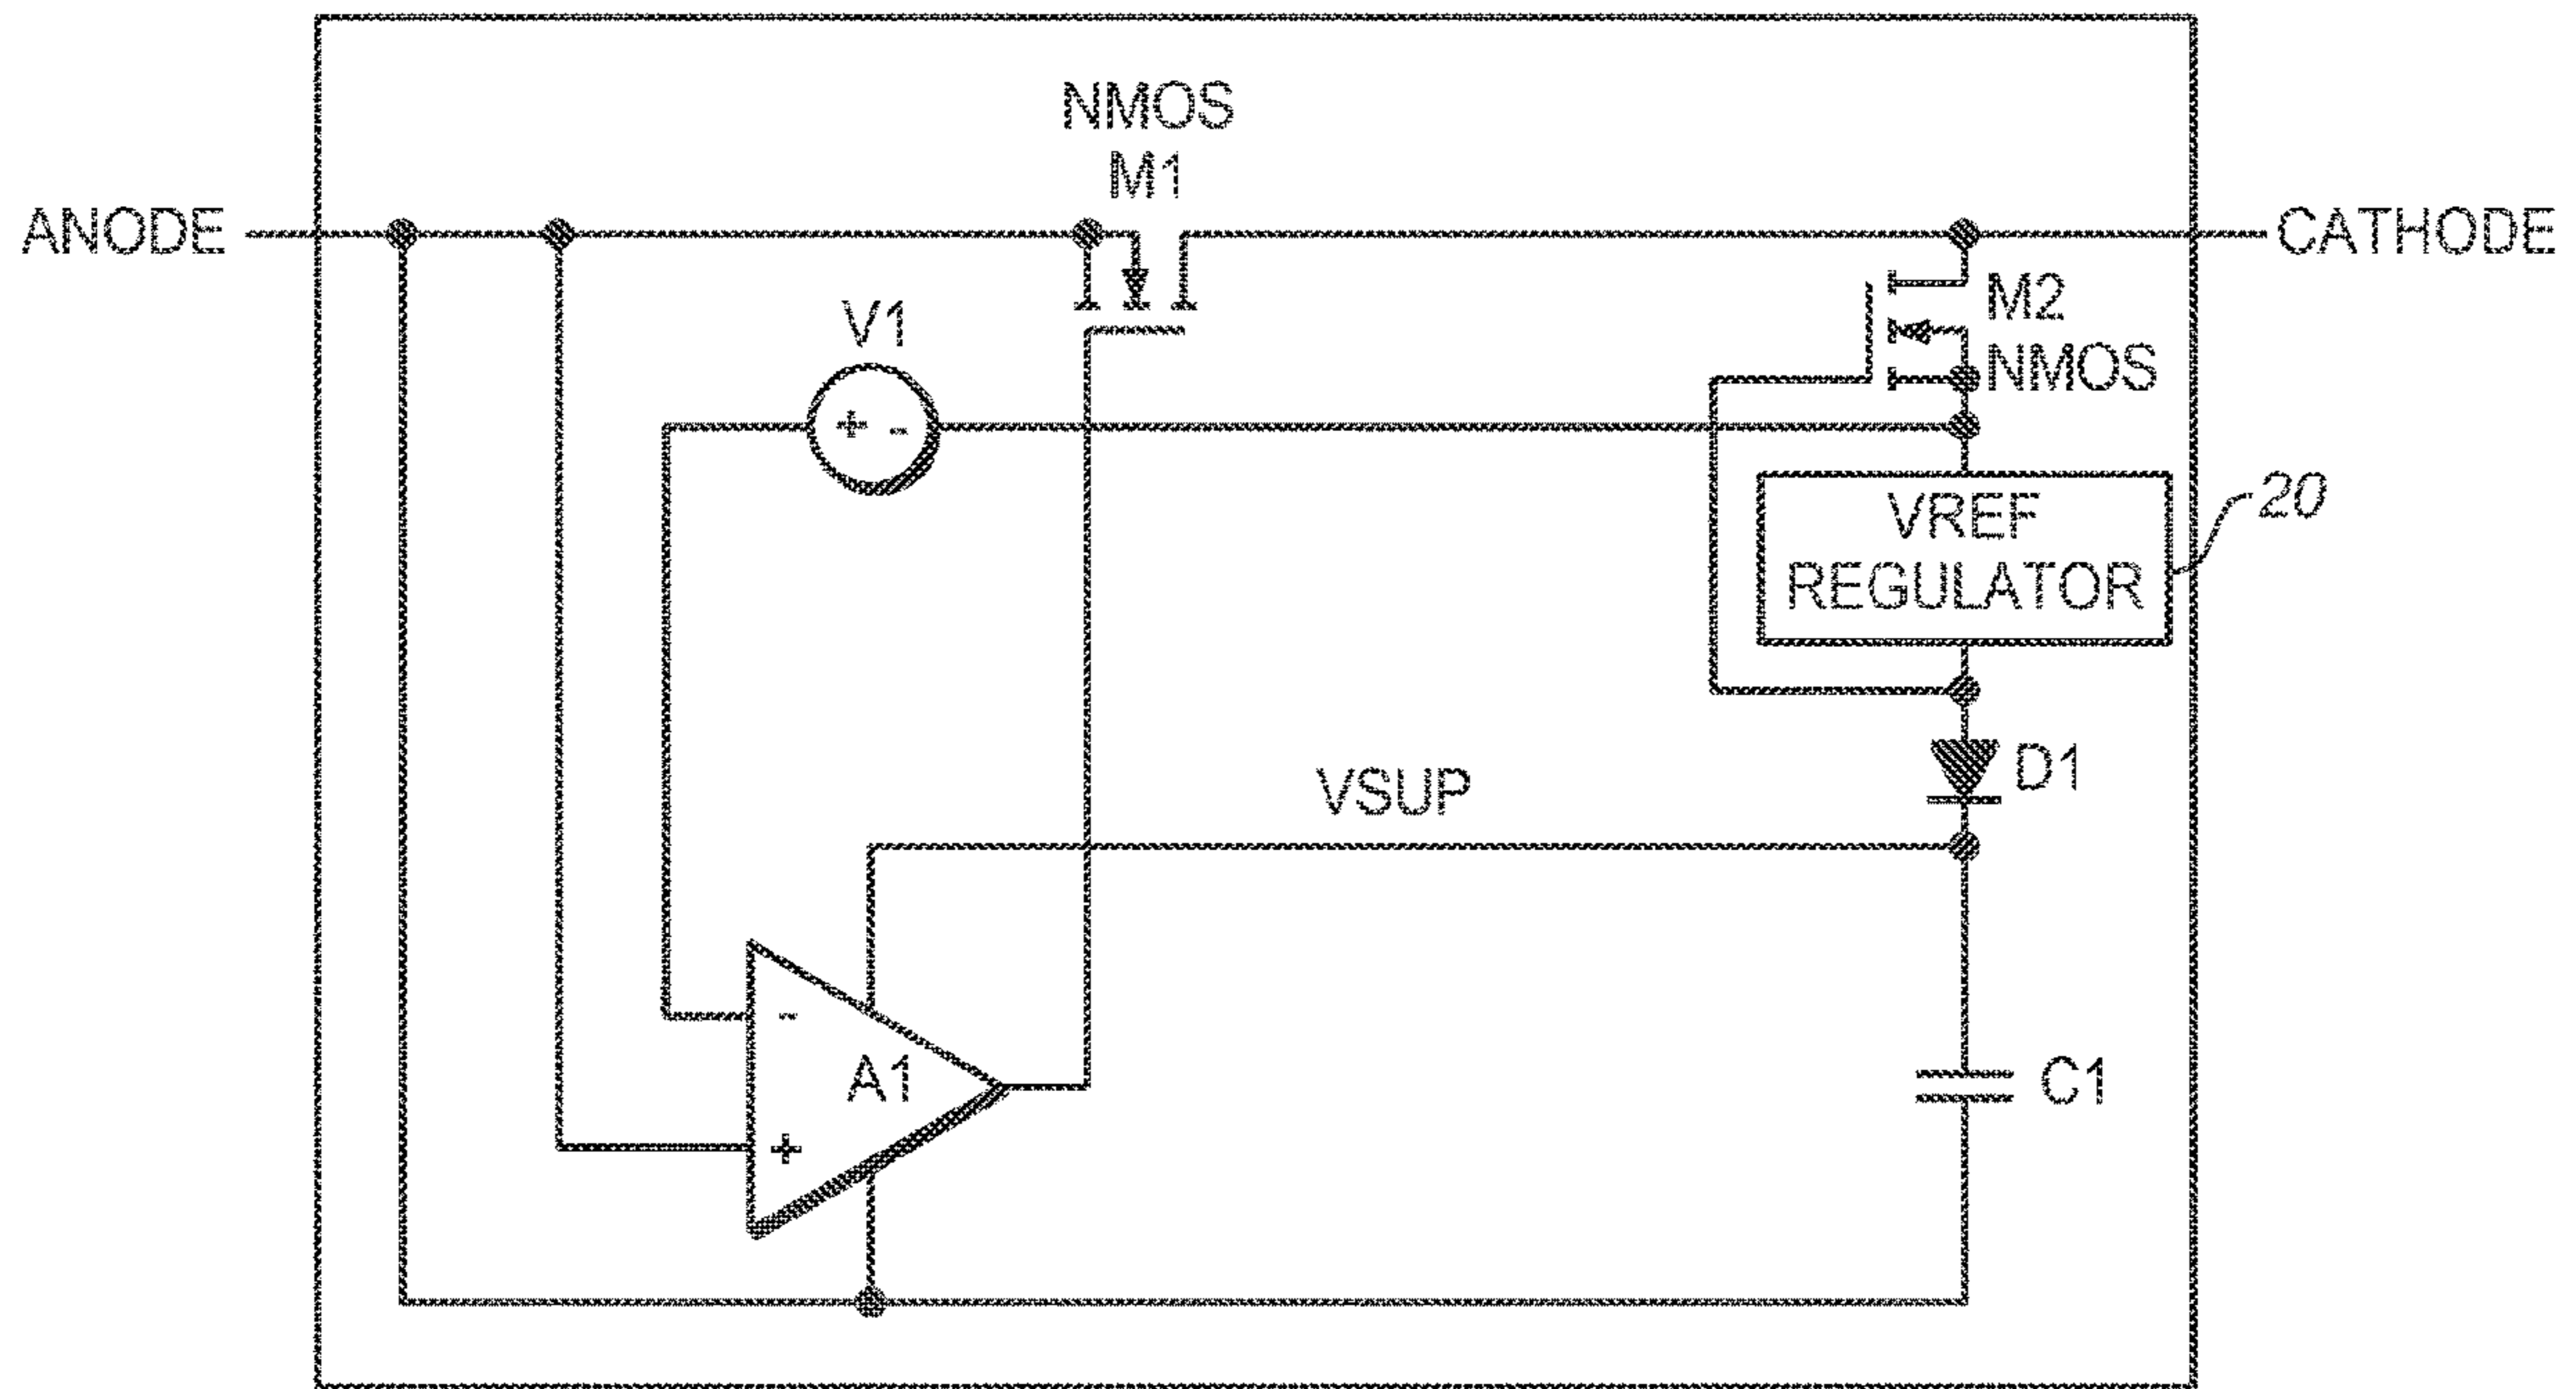 NMOS
M1
ANODE
CATHODE
V1
+ -
M2
NMOS
VREF
REGULATOR
20
D1
VSUP
-
A1
+
C1